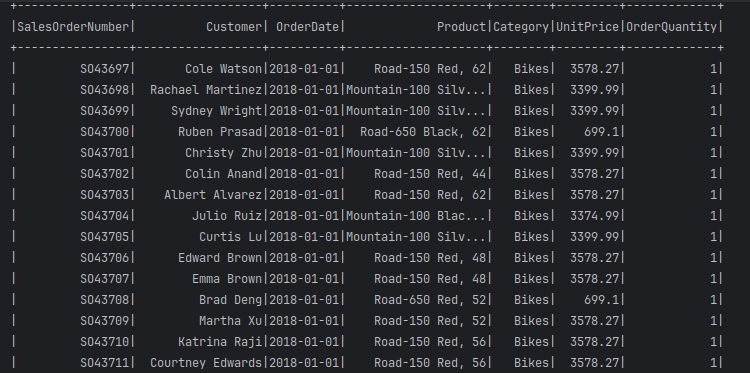 +----------------+-----------------+----------+-------------------+--------+---------+-------------+
|SalesOrderNumber|         Customer| OrderDate|            Product|Category|UnitPrice|OrderQuantity|
+----------------+-----------------+----------+-------------------+--------+---------+-------------+
|         SO43697|      Cole Watson|2018-01-01|   Road-150 Red, 62|   Bikes|  3578.27|            1|
|         SO43698| Rachael Martinez|2018-01-01|Mountain-100 Silv...|   Bikes|  3399.99|            1|
|         SO43699|    Sydney Wright|2018-01-01|Mountain-100 Silv...|   Bikes|  3399.99|            1|
|         SO43700|     Ruben Prasad|2018-01-01| Road-650 Black, 62|   Bikes|    699.1|            1|
|         SO43701|      Christy Zhu|2018-01-01|Mountain-100 Silv...|   Bikes|  3399.99|            1|
|         SO43702|      Colin Anand|2018-01-01|   Road-150 Red, 44|   Bikes|  3578.27|            1|
|         SO43703|   Albert Alvarez|2018-01-01|   Road-150 Red, 62|   Bikes|  3578.27|            1|
|         SO43704|       Julio Ruiz|2018-01-01|Mountain-100 Blac...|   Bikes|  3374.99|            1|
|         SO43705|        Curtis Lu|2018-01-01|Mountain-100 Silv...|   Bikes|  3399.99|            1|
|         SO43706|     Edward Brown|2018-01-01|   Road-150 Red, 48|   Bikes|  3578.27|            1|
|         SO43707|       Emma Brown|2018-01-01|   Road-150 Red, 48|   Bikes|  3578.27|            1|
|         SO43708|        Brad Deng|2018-01-01|   Road-650 Red, 52|   Bikes|    699.1|            1|
|         SO43709|        Martha Xu|2018-01-01|   Road-150 Red, 52|   Bikes|  3578.27|            1|
|         SO43710|     Katrina Raji|2018-01-01|   Road-150 Red, 56|   Bikes|  3578.27|            1|
|         SO43711| Courtney Edwards|2018-01-01|   Road-150 Red, 56|   Bikes|  3578.27|            1|